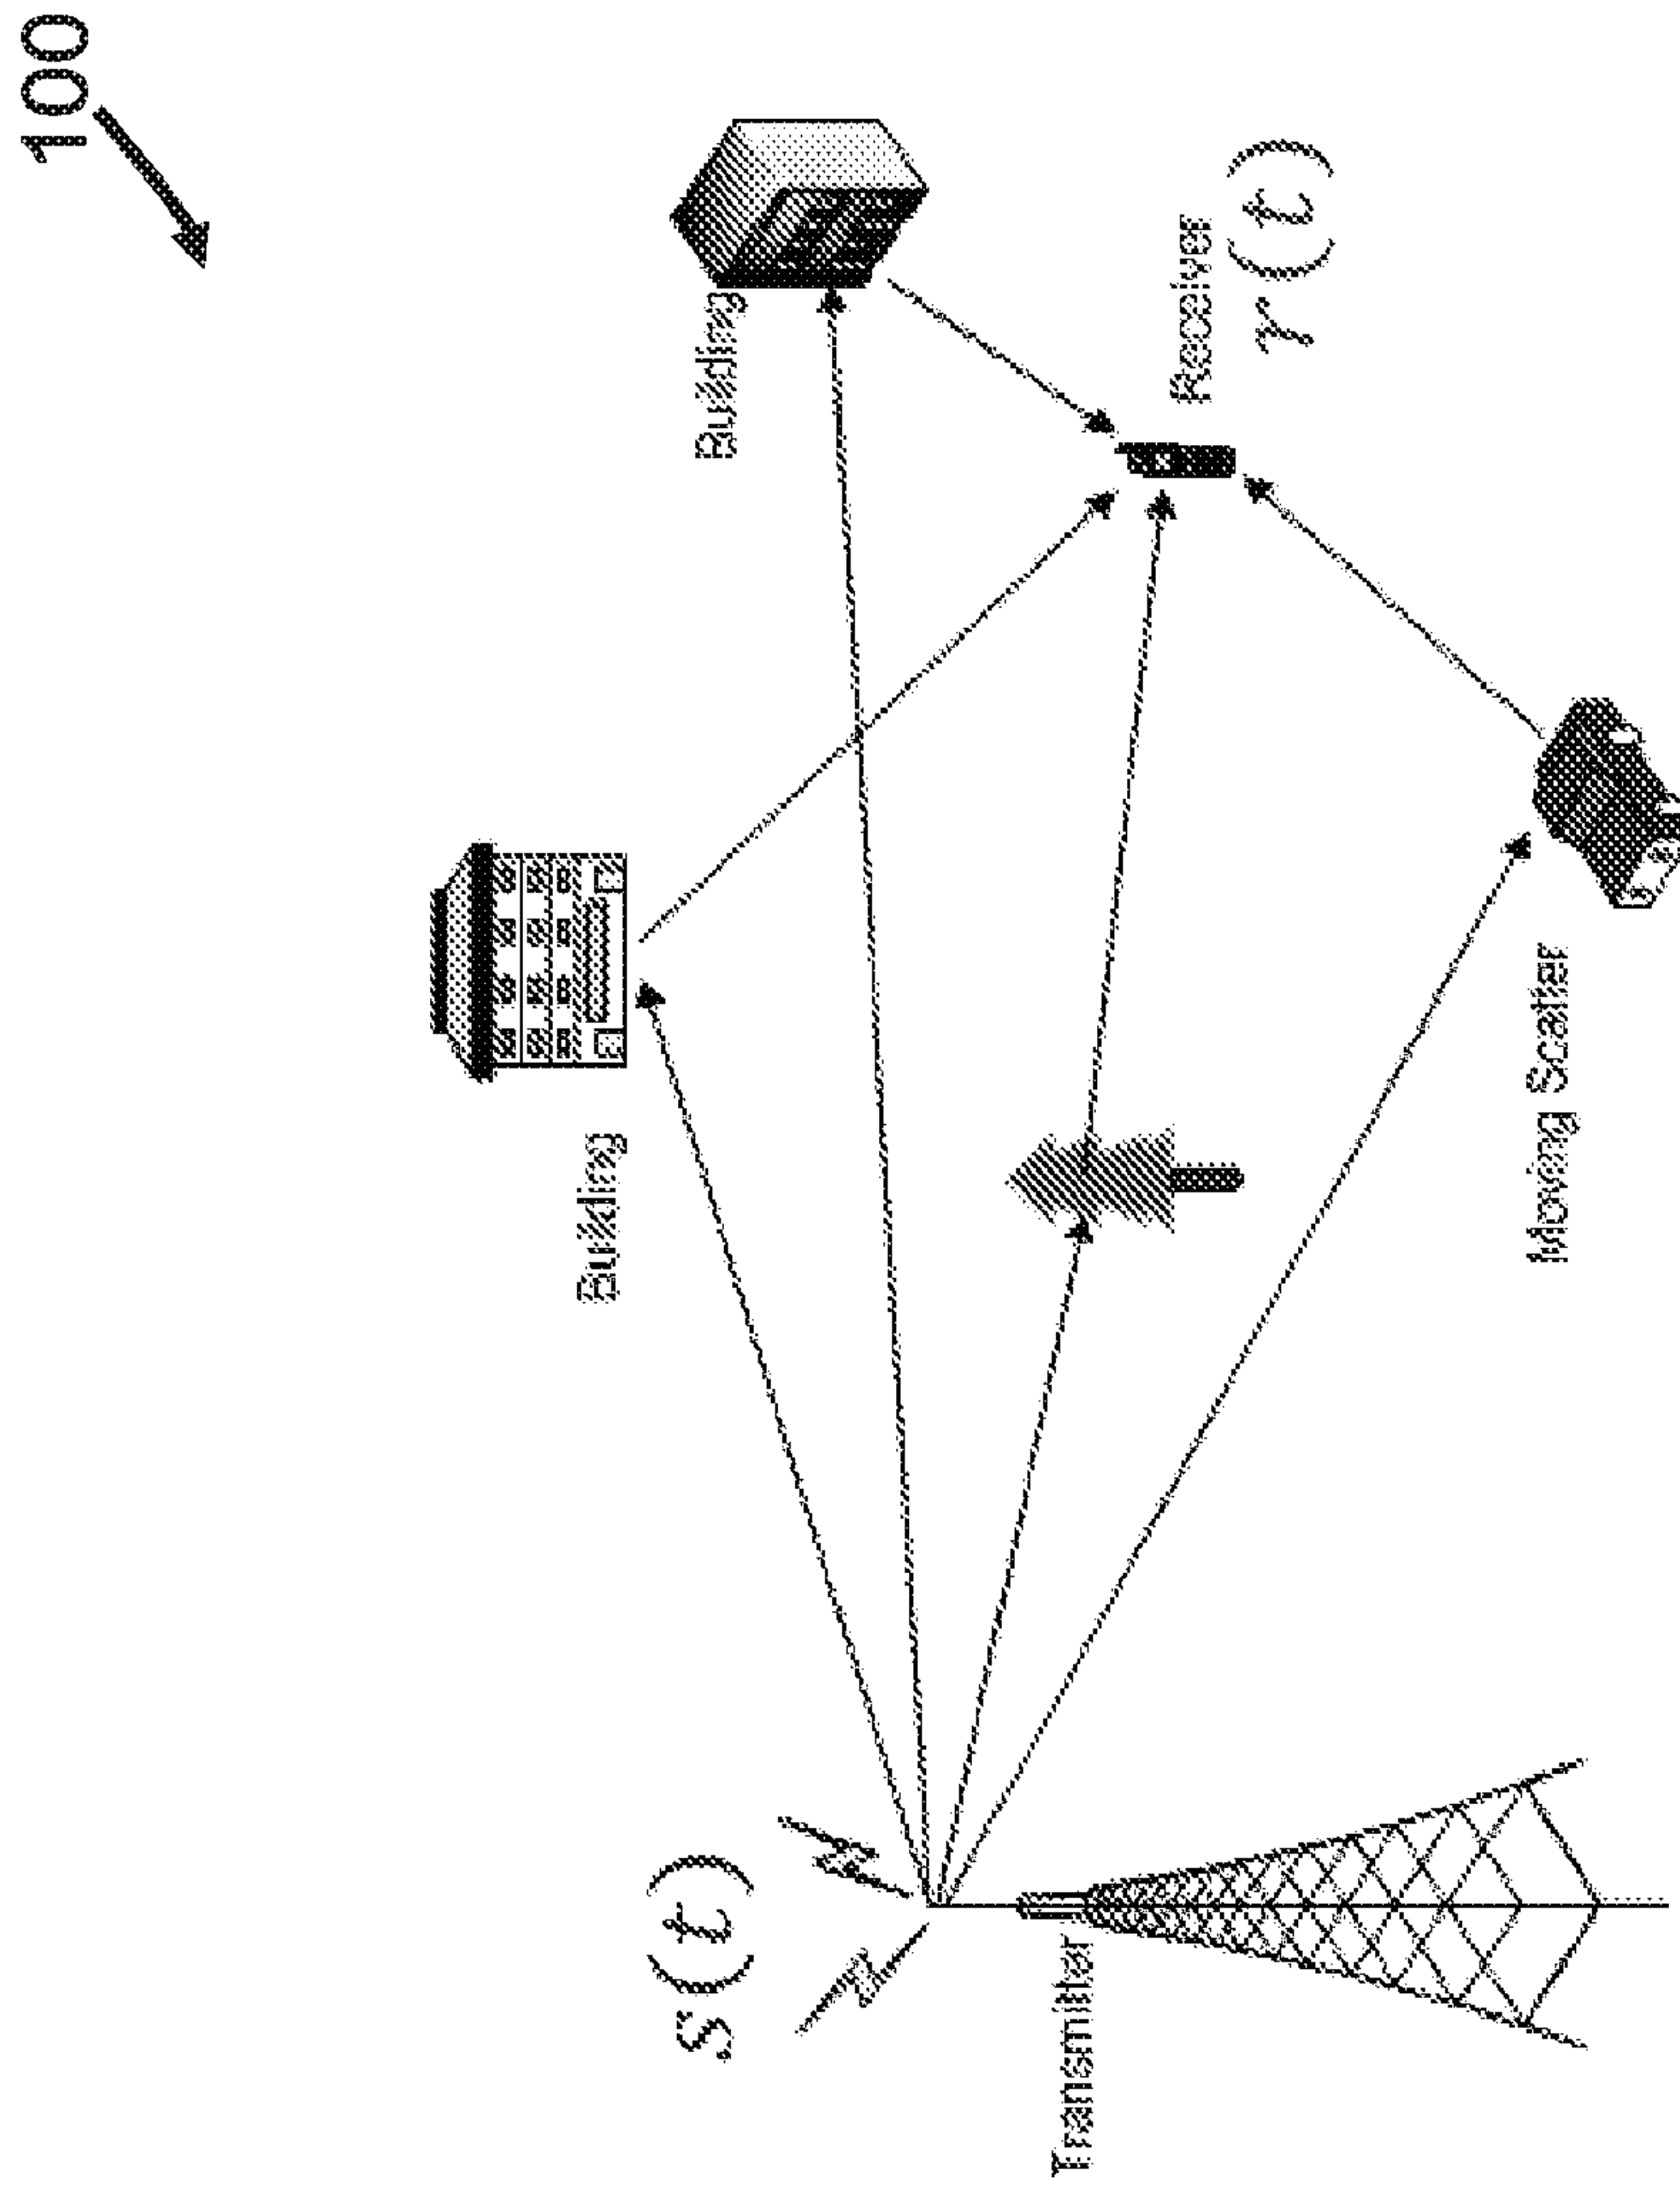 100
s(t)
Building
Building
Transmitter
Receiver
r(t)
Moving Scatter